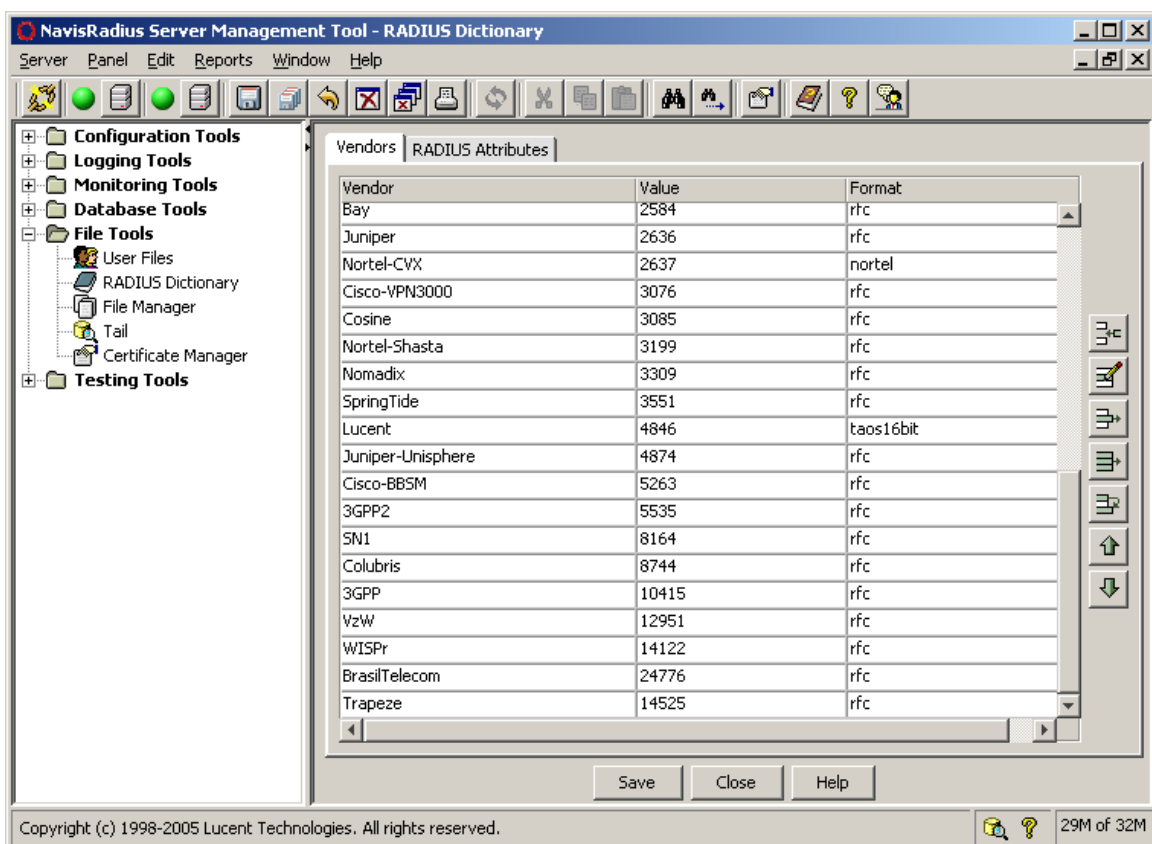 NavisRadius Server Management Tool - RADIUS Dictionary
Server Panel Edit Reports Window Help
Configuration Tools
Logging Tools
Monitoring Tools
Database Tools
File Tools
User Files
RADIUS Dictionary
File Manager
Tail
Certificate Manager
Testing Tools
Vendors RADIUS Attributes
Vendor Value Format
Bay 2584 rfc
Juniper 2636 rfc
Nortel-CVX 2637 nortel
Cisco-VPN3000 3076 rfc
Cosine 3085 rfc
Nortel-Shasta 3199 rfc
Nomadix 3309 rfc
SpringTide 3551 rfc
Lucent 4846 taos16bit
Juniper-Unisphere 4874 rfc
Cisco-BBSM 5263 rfc
3GPP2 5535 rfc
SN1 8164 rfc
Colubris 8744 rfc
3GPP 10415 rfc
VzW 12951 rfc
WISPr 14122 rfc
BrasilTelecom 24776 rfc
Trapeze 14525 rfc
Save Close Help
Copyright (c) 1998-2005 Lucent Technologies. All rights reserved. 29M of 32M